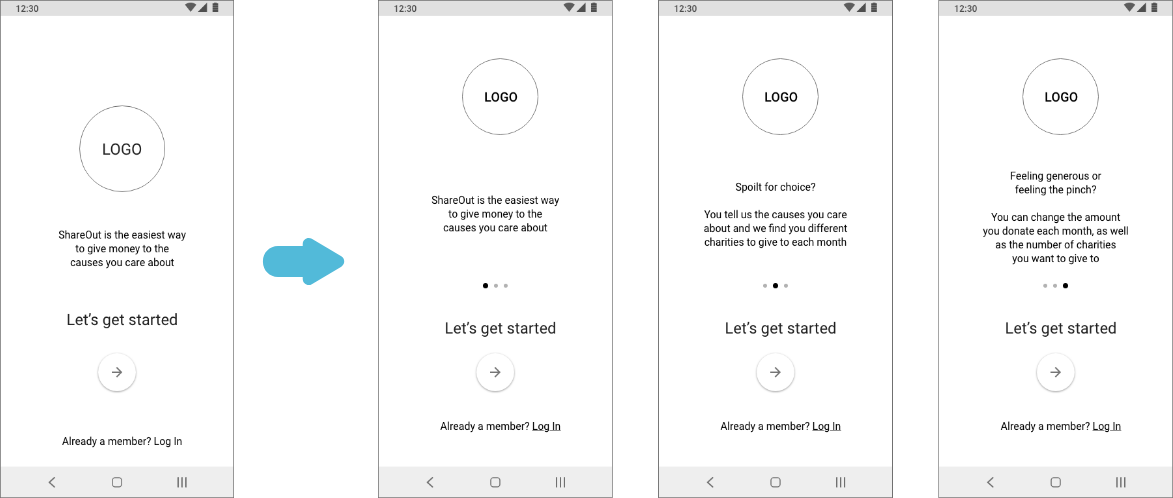 12:30
LOGO
ShareOut is the easiest way
to give money to the
causes you care about
Let’s get started
Already a member? Log In
12:30
LOGO
ShareOut is the easiest way
to give money to the
causes you care about
Let’s get started
Already a member? Log In
12:30
LOGO
Spoilt for choice?
You tell us the causes you care
about and we find you different
charities to give to each month
Let’s get started
Already a member? Log In
12:30
LOGO
Feeling generous or
feeling the pinch?
You can change the amount
you donate each month, as well
as the number of charities
you want to give to
Let’s get started
Already a member? Log In